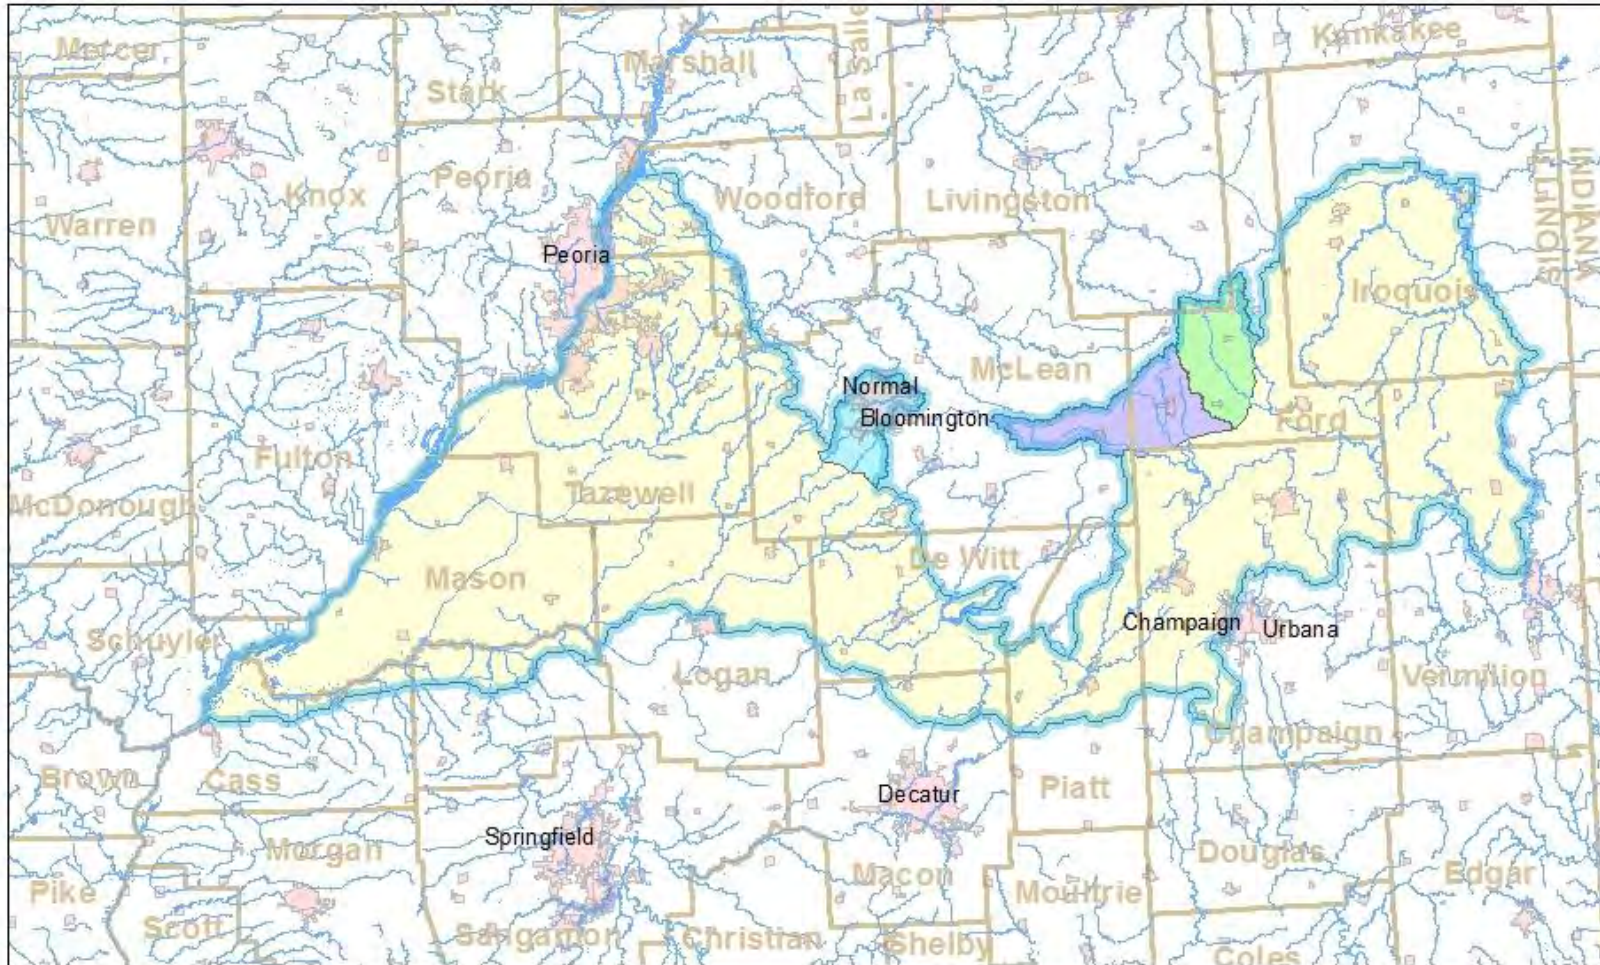 Mercer
Stark
Marshall
La Salle
Kankakee
Warren
Knox
Peoria
Woodford
Livingston
ILLINOIS
INDIANA
Peoria
Iroquois
McLean
Normal
Bloomington
Ford
Fulton
McDonough
Tazewell
De Witt
Mason
Schuyler
Champaign
Urbana
Logan
Vermilion
Champaign
Brown
Cass
Decatur
Piatt
Springfield
Morgan
Macon
Douglas
Pike
Moultrie
Edgar
Scott
Sangamon
Christian
Shelby
Coles